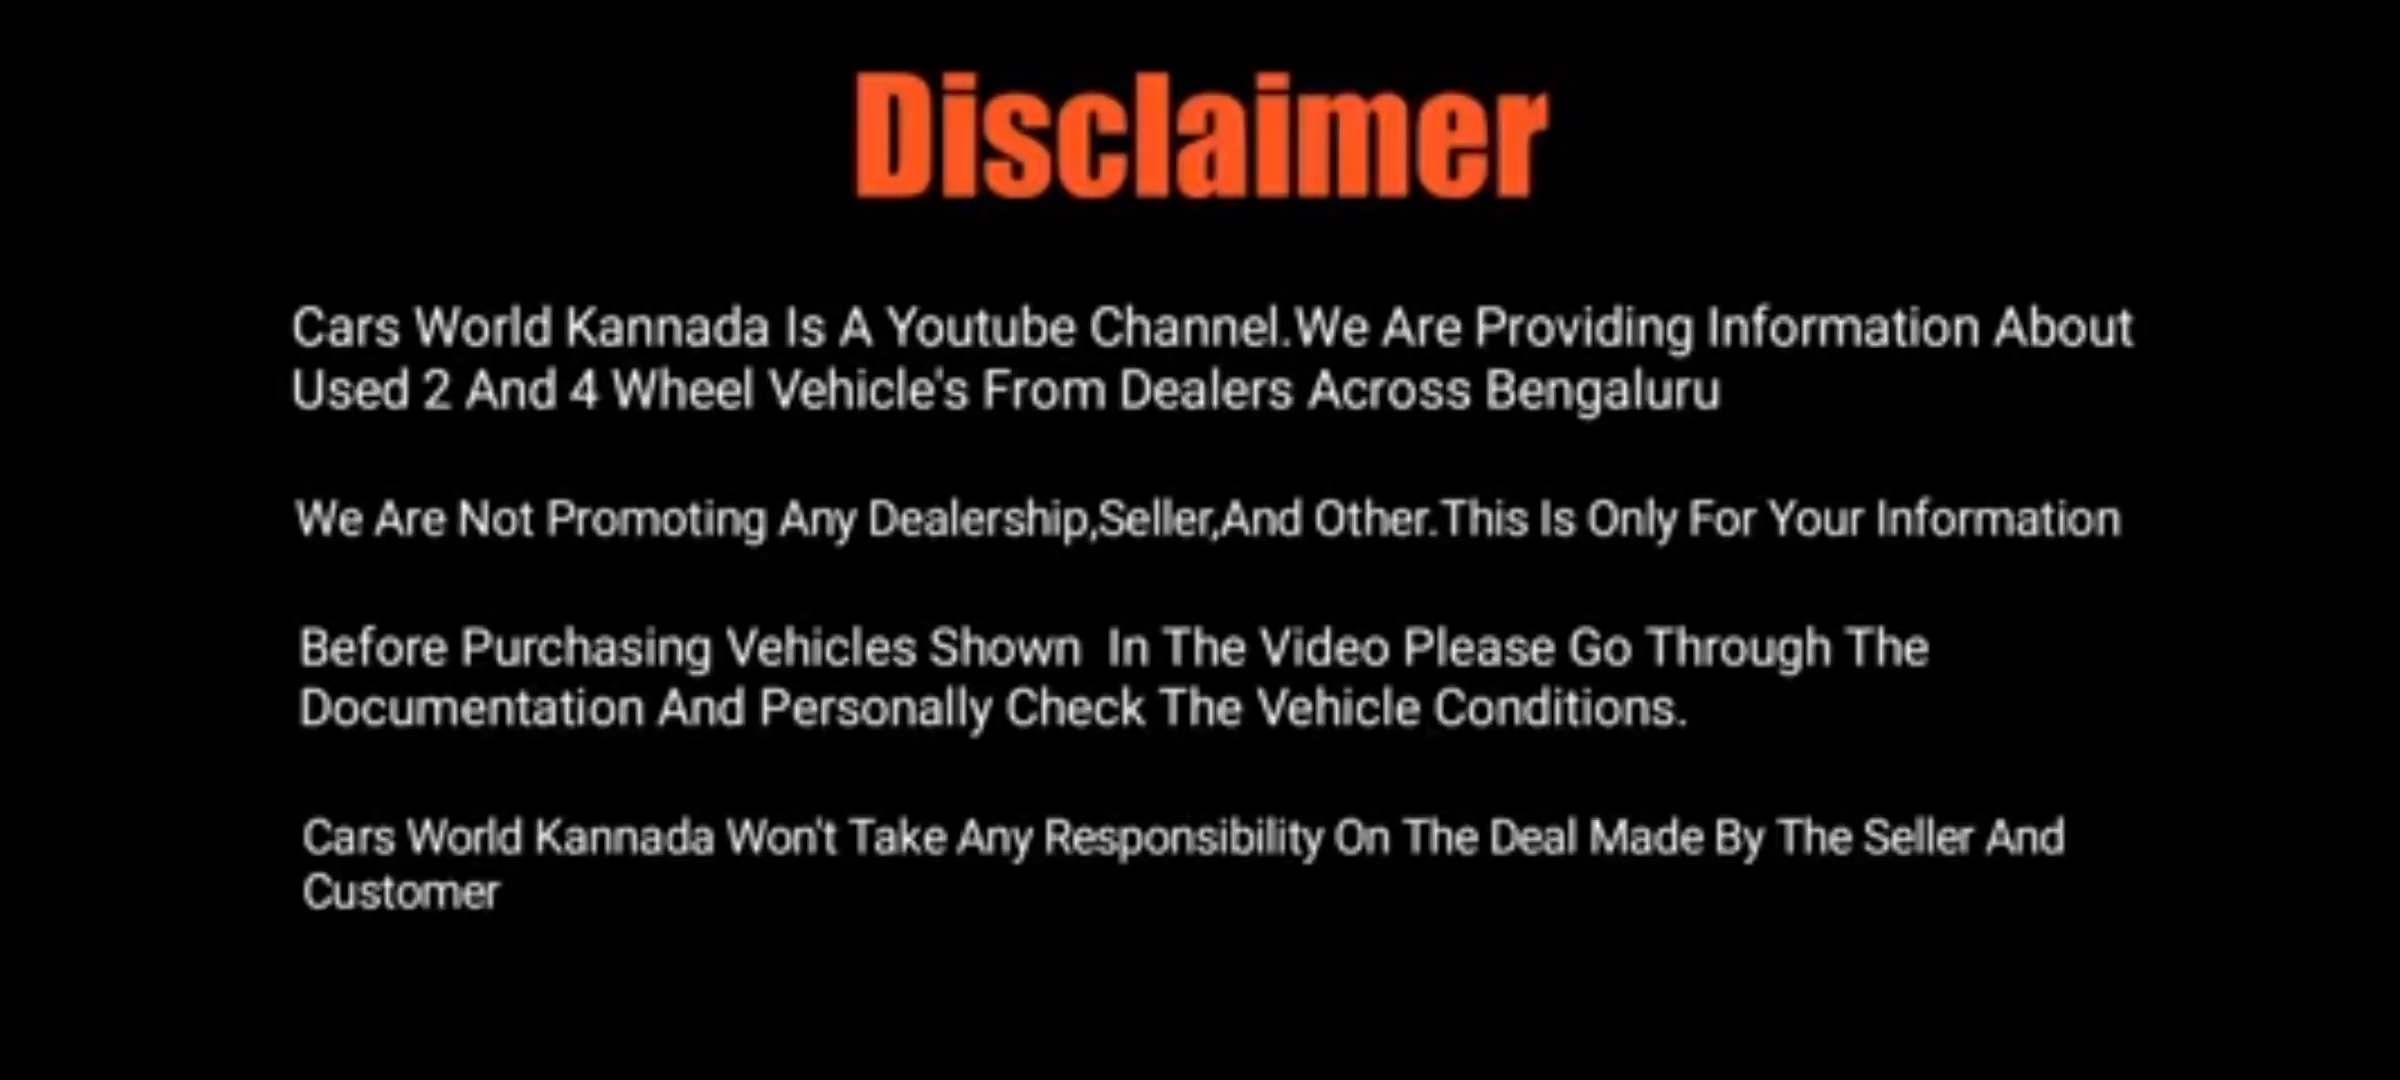 Disclaimer
Cars World Kannada Is A Youtube Channel.We Are Providing Information About
Used 2 And 4 Wheel Vehicle's From Dealers Across Bengaluru
We Are Not Promoting Any Dealership,Seller,And Other.This Is Only For Your Information
Before Purchasing Vehicles Shown  In The Video Please Go Through The
Documentation And Personally Check The Vehicle Conditions.
Cars World Kannada Won't Take Any Responsibility On The Deal Made By The Seller And
Customer